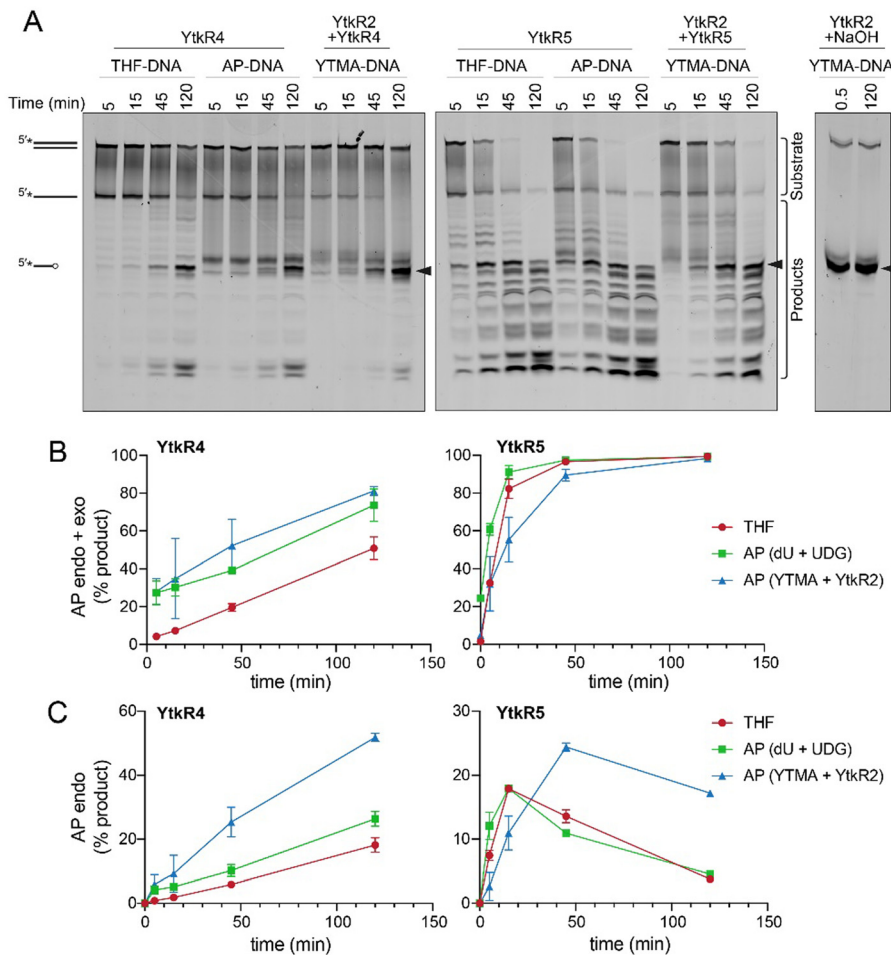 A
YtkR4
YtkR2
+YtkR4
YtkR5
YtkR2
+YtkR5
YtkR2
+NaOH
THF-DNA
AP-DNA
YTMA-DNA
THF-DNA
AP-DNA
YTMA-DNA
YTMA-DNA
Time (min)
5 15 45 120 5 15 45 120 5 15 45 120
5 15 45 120 5 15 45 120 5 15 45 120
0.5 120
5'*
5'*
5'*
Substrate
Products
B
YtkR4
AP endo + exo
(% product)
100
80
60
40
20
0
0 50 100 150
time (min)
YtkR5
100
80
60
40
20
0
0 50 100 150
time (min)
THF
AP (dU + UDG)
AP (YTMA + YtkR2)
C
YtkR4
AP endo
(% product)
60
40
20
0
0 50 100 150
time (min)
YtkR5
30
20
10
0
0 50 100 150
time (min)
THF
AP (dU + UDG)
AP (YTMA + YtkR2)